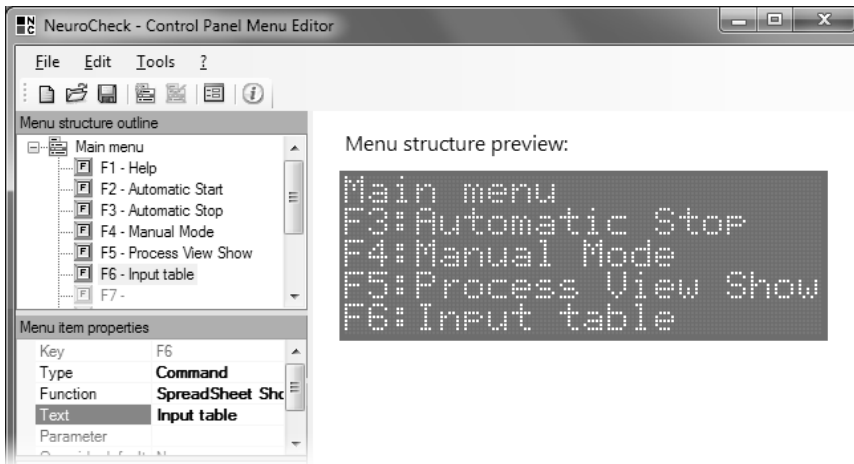 NeuroCheck - Control Panel Menu Editor
File Edit Tools ?
Menu structure outline
Main menu
F1 - Help
F2 - Automatic Start
F3 - Automatic Stop
F4 - Manual Mode
F5 - Process View Show
F6 - Input table
F7 -
Menu item properties
Key F6
Type Command
Function SpreadSheet Shc
Text Input table
Parameter
Menu structure preview:
Main menu
F3:Automatic Stop
F4:Manual Mode
F5:Process View Show
F6:Input table